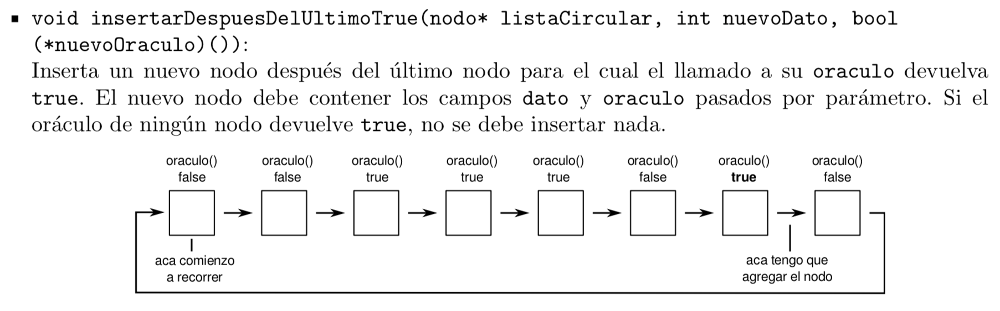 ▪ void insertarDespuesDelUltimoTrue(nodo* listaCircular, int nuevoDato, bool
(*nuevoOraculo)()):
Inserta un nuevo nodo después del último nodo para el cual el llamado a su oraculo devuelva
true. El nuevo nodo debe contener los campos dato y oraculo pasados por parámetro. Si el
oráculo de ningún nodo devuelve true, no se debe insertar nada.
oraculo() oraculo() oraculo() oraculo() oraculo() oraculo() oraculo() oraculo()
false false true true true false true false
aca comienzo
a recorrer
aca tengo que
agregar el nodo